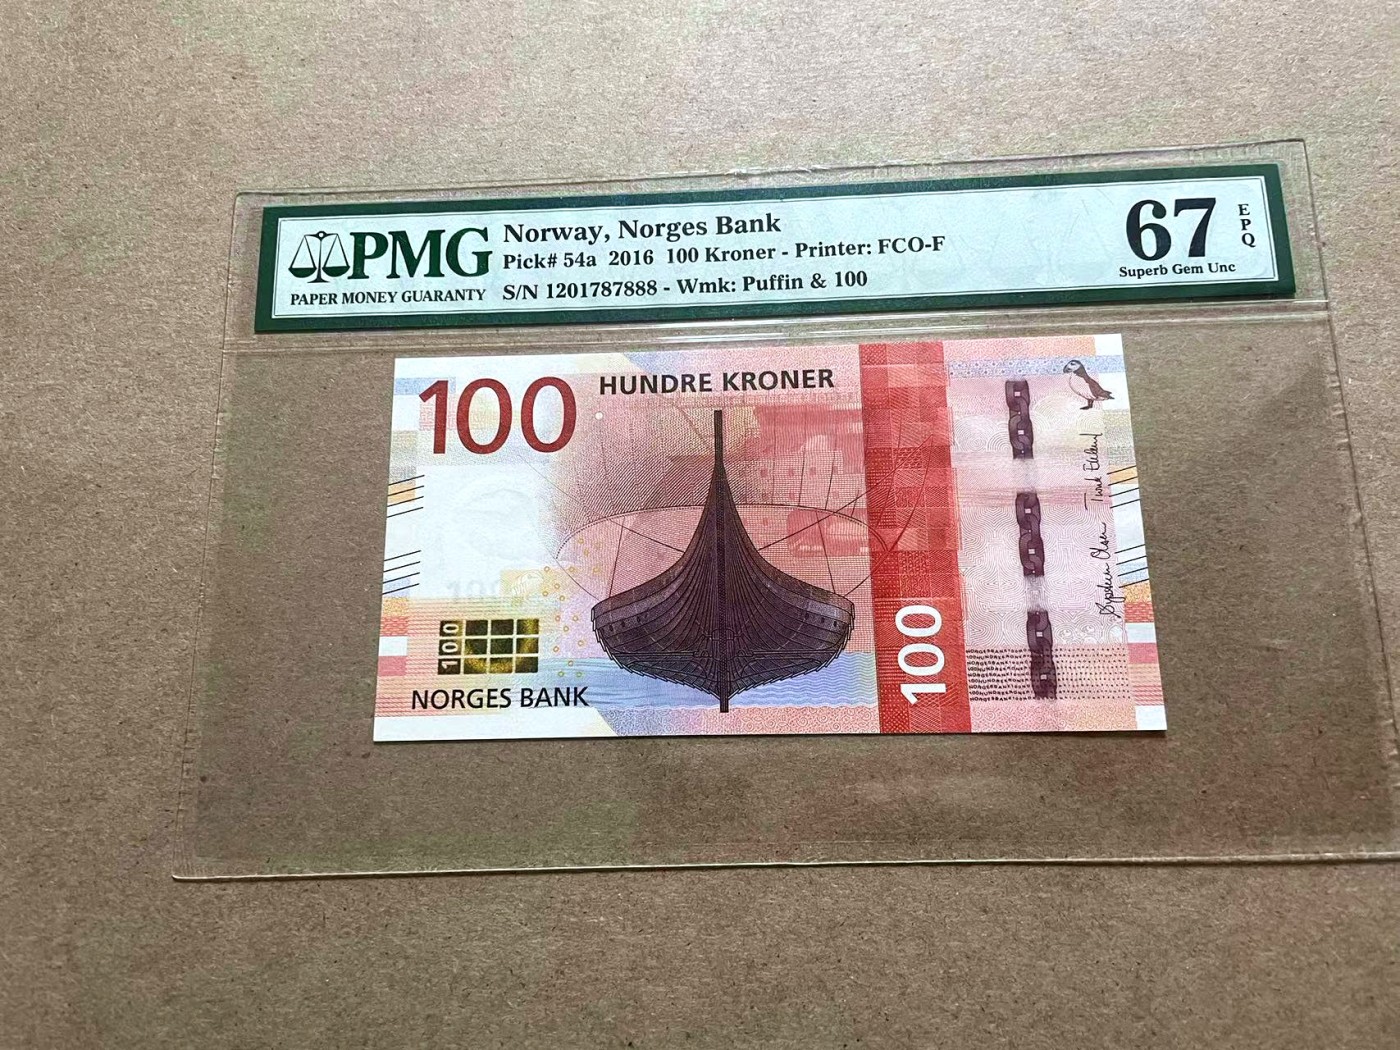 PMG
PAPER MONEY GUARANTY
Norway, Norges Bank
Pick# 54a 2016 100 Kroner - Printer: FCO-F
S/N 1201787888 - Wmk: Puffin & 100
67
EPQ
Superb Gem Unc
100
HUNDRE KRONER
100
NORGES BANK
100